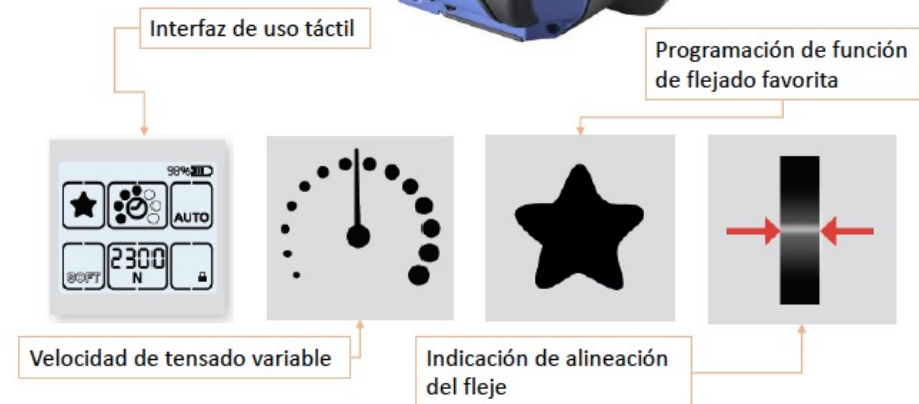 Interfaz de uso táctil
Programación de función
de flejado favorita
98%
AUTO
SOFT
2300
N
Velocidad de tensado variable
Indicación de alineación
del fleje